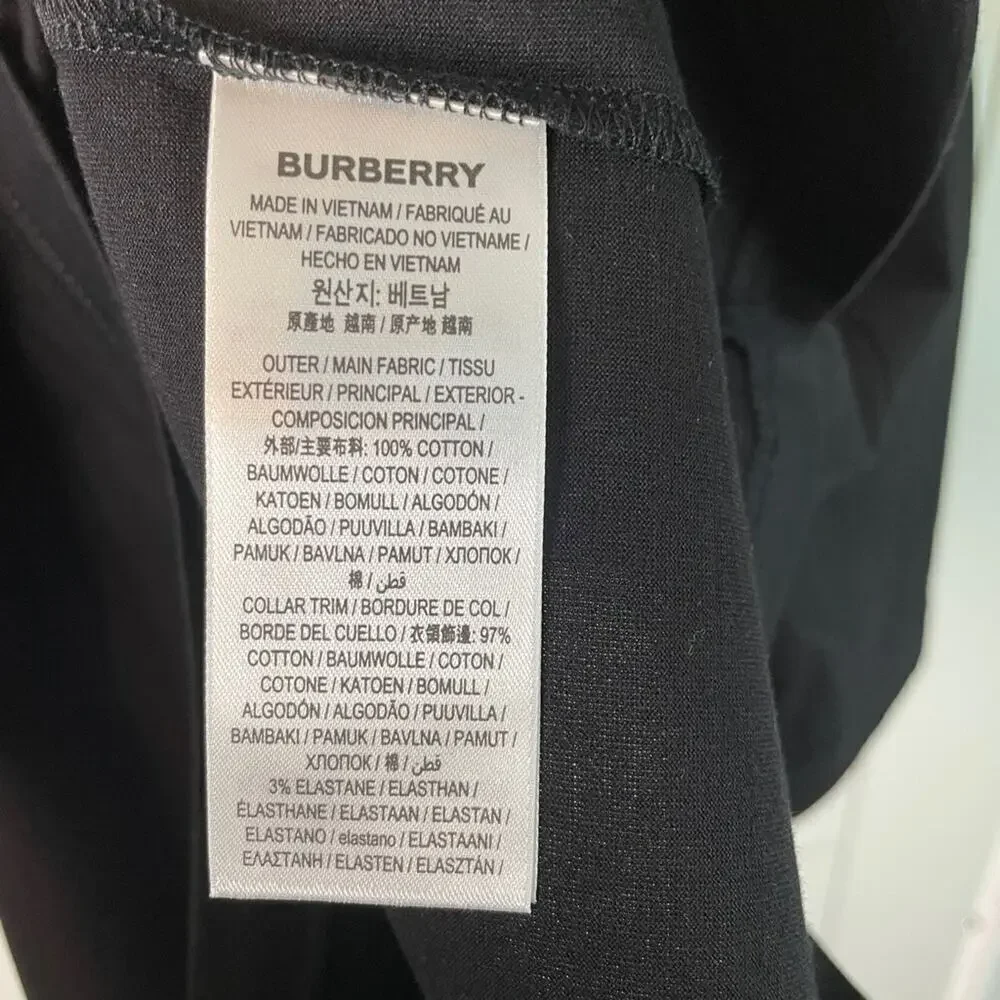 BURBERRY
MADE IN VIETNAM / FABRIQUÉ AU
VIETNAM / FABRICADO NO VIETNAME /
HECHO EN VIETNAM
원산지: 베트남
原產地 越南 / 原产地 越南
OUTER / MAIN FABRIC / TISSU
EXTÉRIEUR / PRINCIPAL / EXTERIOR -
COMPOSICION PRINCIPAL /
外部/主要布料: 100% COTTON /
BAUMWOLLE / COTON / COTONE /
KATOEN / BOMULL / ALGODÓN /
ALGODÃO / PUUVILLA / BAMBAKI /
PAMUK / BAVLNA / PAMUT / ХЛОПОК /
棉 / قطن
COLLAR TRIM / BORDURE DE COL /
BORDE DEL CUELLO / 衣領飾邊: 97%
COTTON / BAUMWOLLE / COTON /
COTONE / KATOEN / BOMULL /
ALGODÓN / ALGODÃO / PUUVILLA /
BAMBAKI / PAMUK / BAVLNA / PAMUT /
ХЛОПОК / 棉 / قطن
3% ELASTANE / ELASTHAN /
ÉLASTHANE / ELASTAAN / ELASTAN /
ELASTANO / elastano / ELASTAANI /
ΕΛΑΣΤΑΝΗ / ELASTEN / ELASZTÁN /